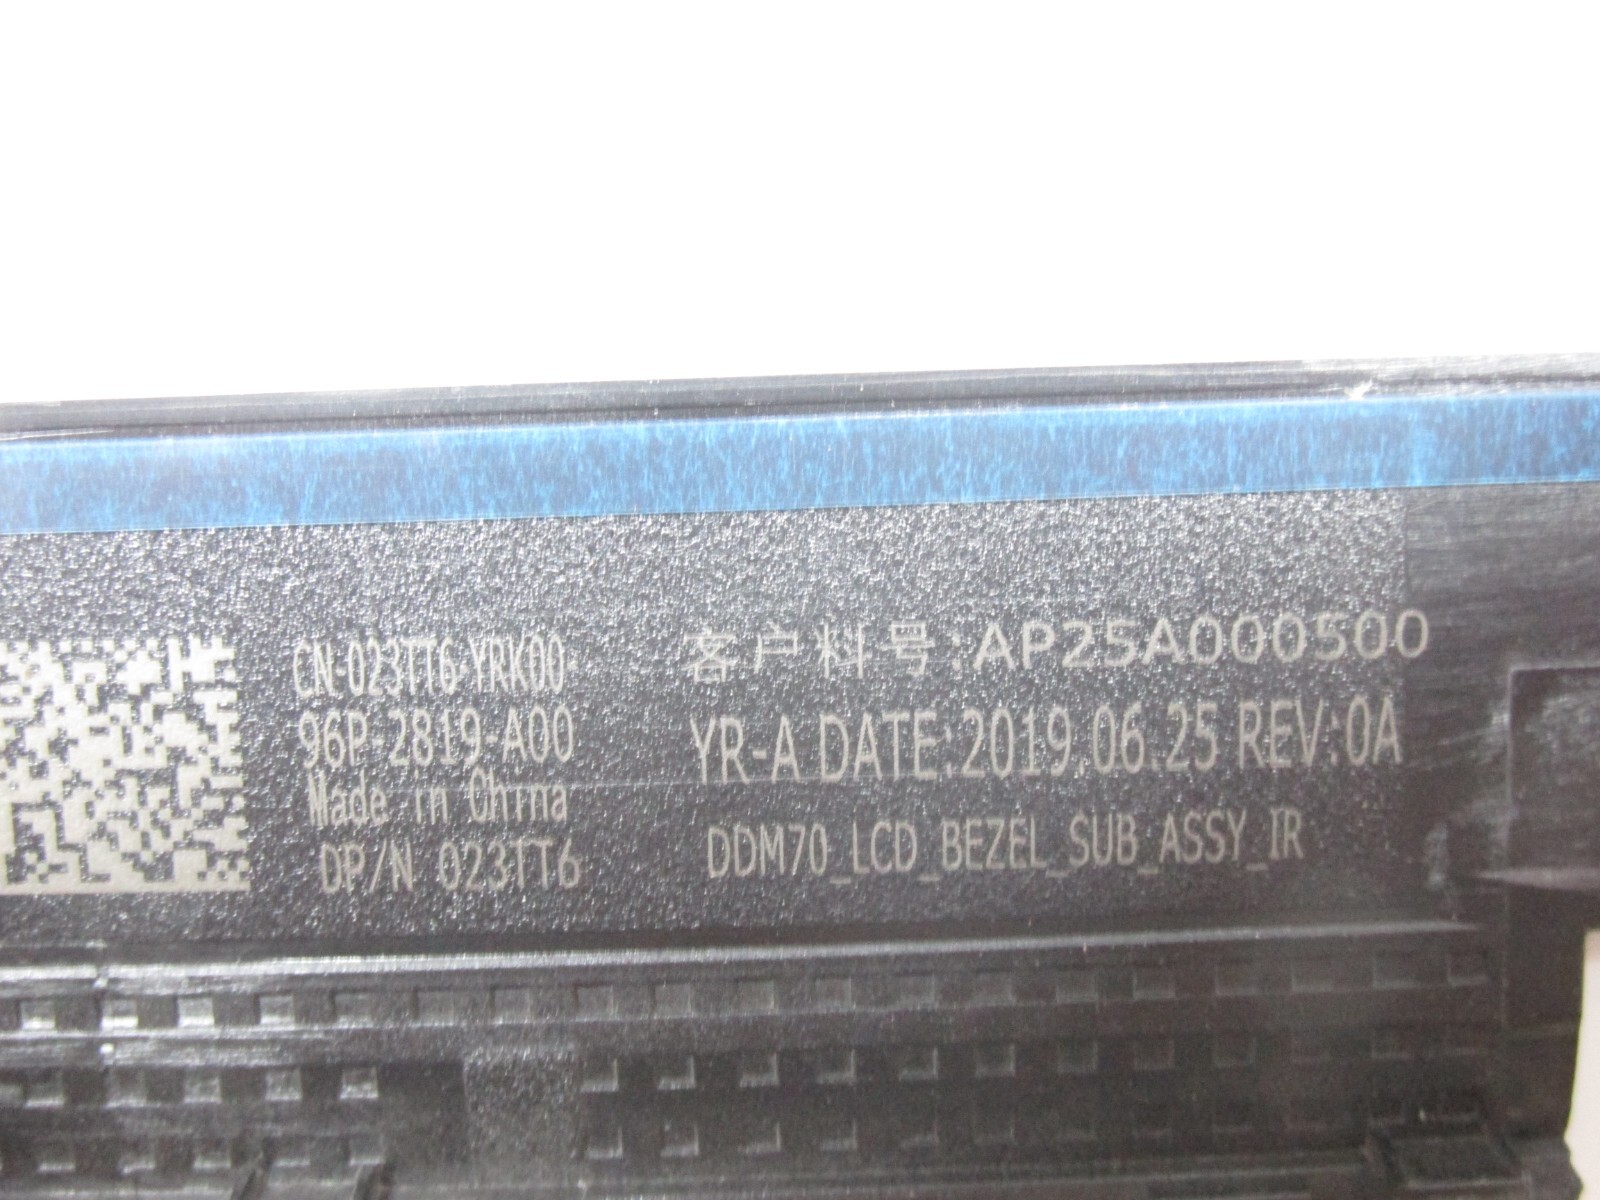 CN-023TT6-YRK00-
96P-2819-A00
Made in China
DP/N 023TT6
客户料号:AP25A000500
YR-A DATE:2019.06.25 REV:0A
DDM70_LCD_BEZEL_SUB_ASSY_IR